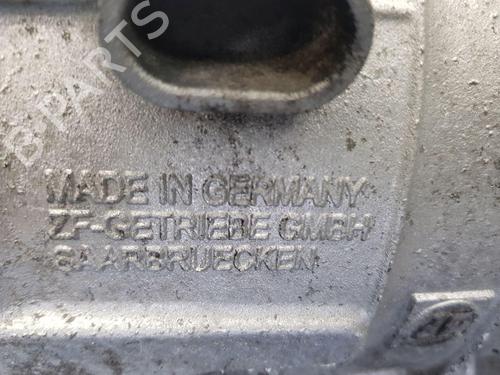 B-PARTS
MADE IN GERMANY
ZF-GETRIEBE GMBH
SAARBRUECKEN